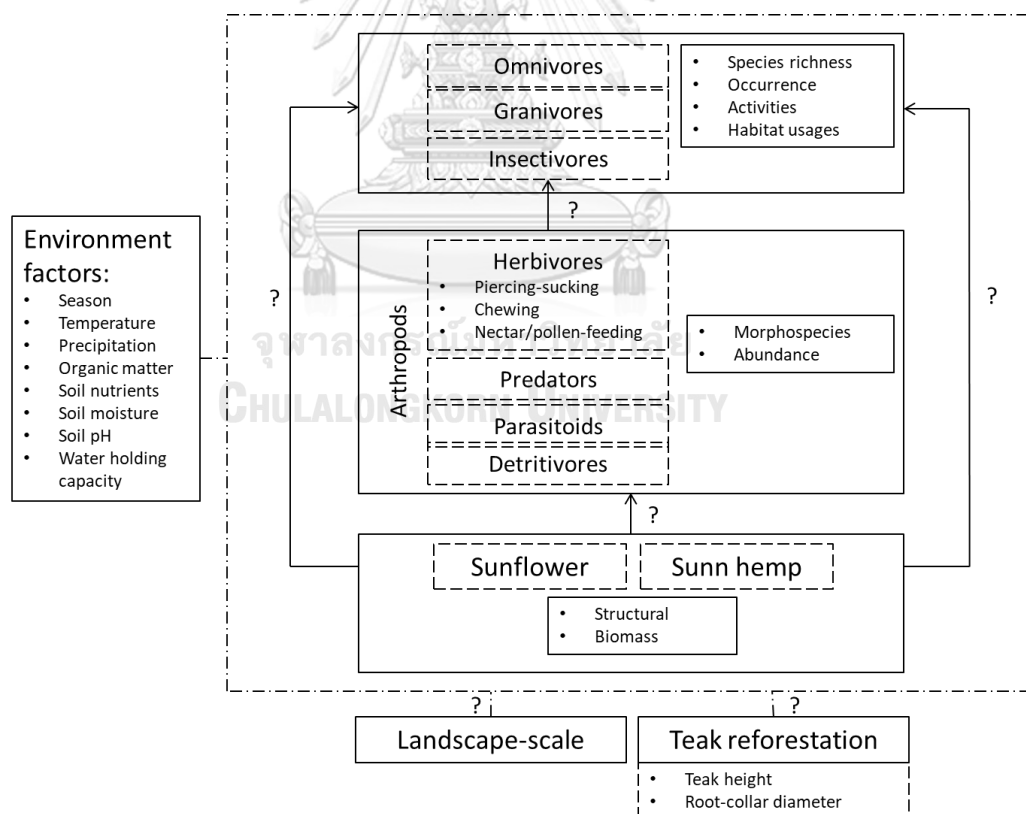 Omnivores
Granivores
Insectivores
• Species richness
• Occurrence
• Activities
• Habitat usages
?
Environment
factors:
• Season
• Temperature
• Precipitation
• Organic matter
• Soil nutrients
• Soil moisture
• Soil pH
• Water holding
capacity
?
?
Arthropods
Herbivores
• Piercing-sucking
• Chewing
• Nectar/pollen-feeding
Predators
Parasitoids
Detritivores
• Morphospecies
• Abundance
จุฬาลงกรณ์มหาวิทยาลัย
CHULALONGKORN UNIVERSITY
?
Sunflower
Sunn hemp
• Structural
• Biomass
?
?
Landscape-scale
Teak reforestation
• Teak height
• Root-collar diameter